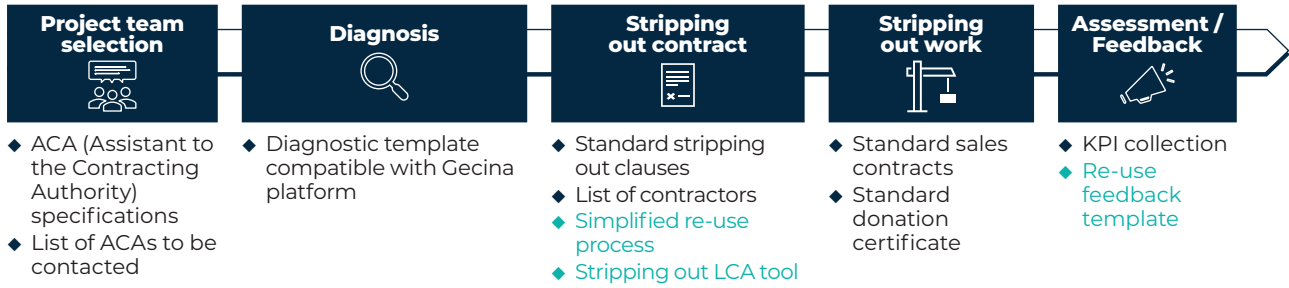 Project team
selection
Diagnosis
Stripping
out contract
Stripping
out work
Assessment /
Feedback
◆ ACA (Assistant to
the Contracting
Authority)
specifications
◆ List of ACAs to be
contacted
◆ Diagnostic template
compatible with Gecina
platform
◆ Standard stripping
out clauses
◆ List of contractors
◆ Simplified re-use
process
◆ Stripping out LCA tool
◆ Standard sales
contracts
◆ Standard
donation
certificate
◆ KPI collection
◆ Re-use
feedback
template